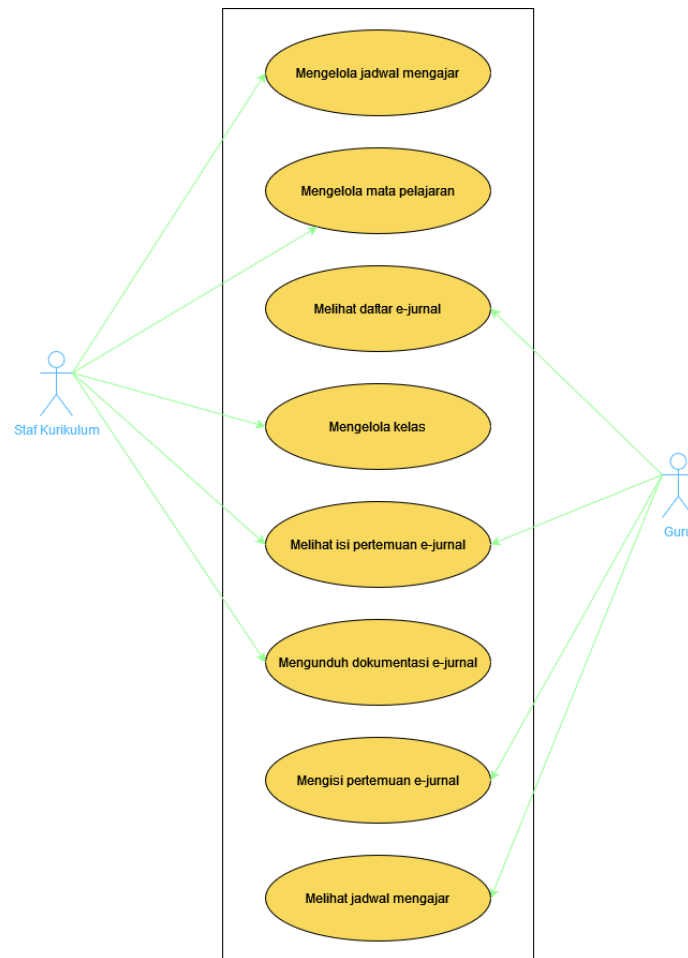 Mengelola jadwal mengajar
Mengelola mata pelajaran
Melihat daftar e-jurnal
Staf Kurikulum
Mengelola kelas
Melihat isi pertemuan e-jurnal
Guru
Mengunduh dokumentasi e-jurnal
Mengisi pertemuan e-jurnal
Melihat jadwal mengajar